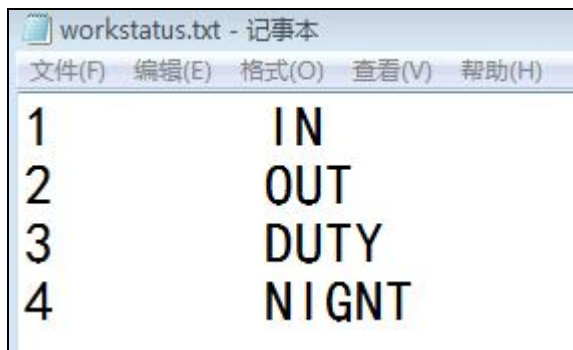 workstatus.txt - 记事本
文件(F) 编辑(E) 格式(O) 查看(V) 帮助(H)
1 IN
2 OUT
3 DUTY
4 NIGNT